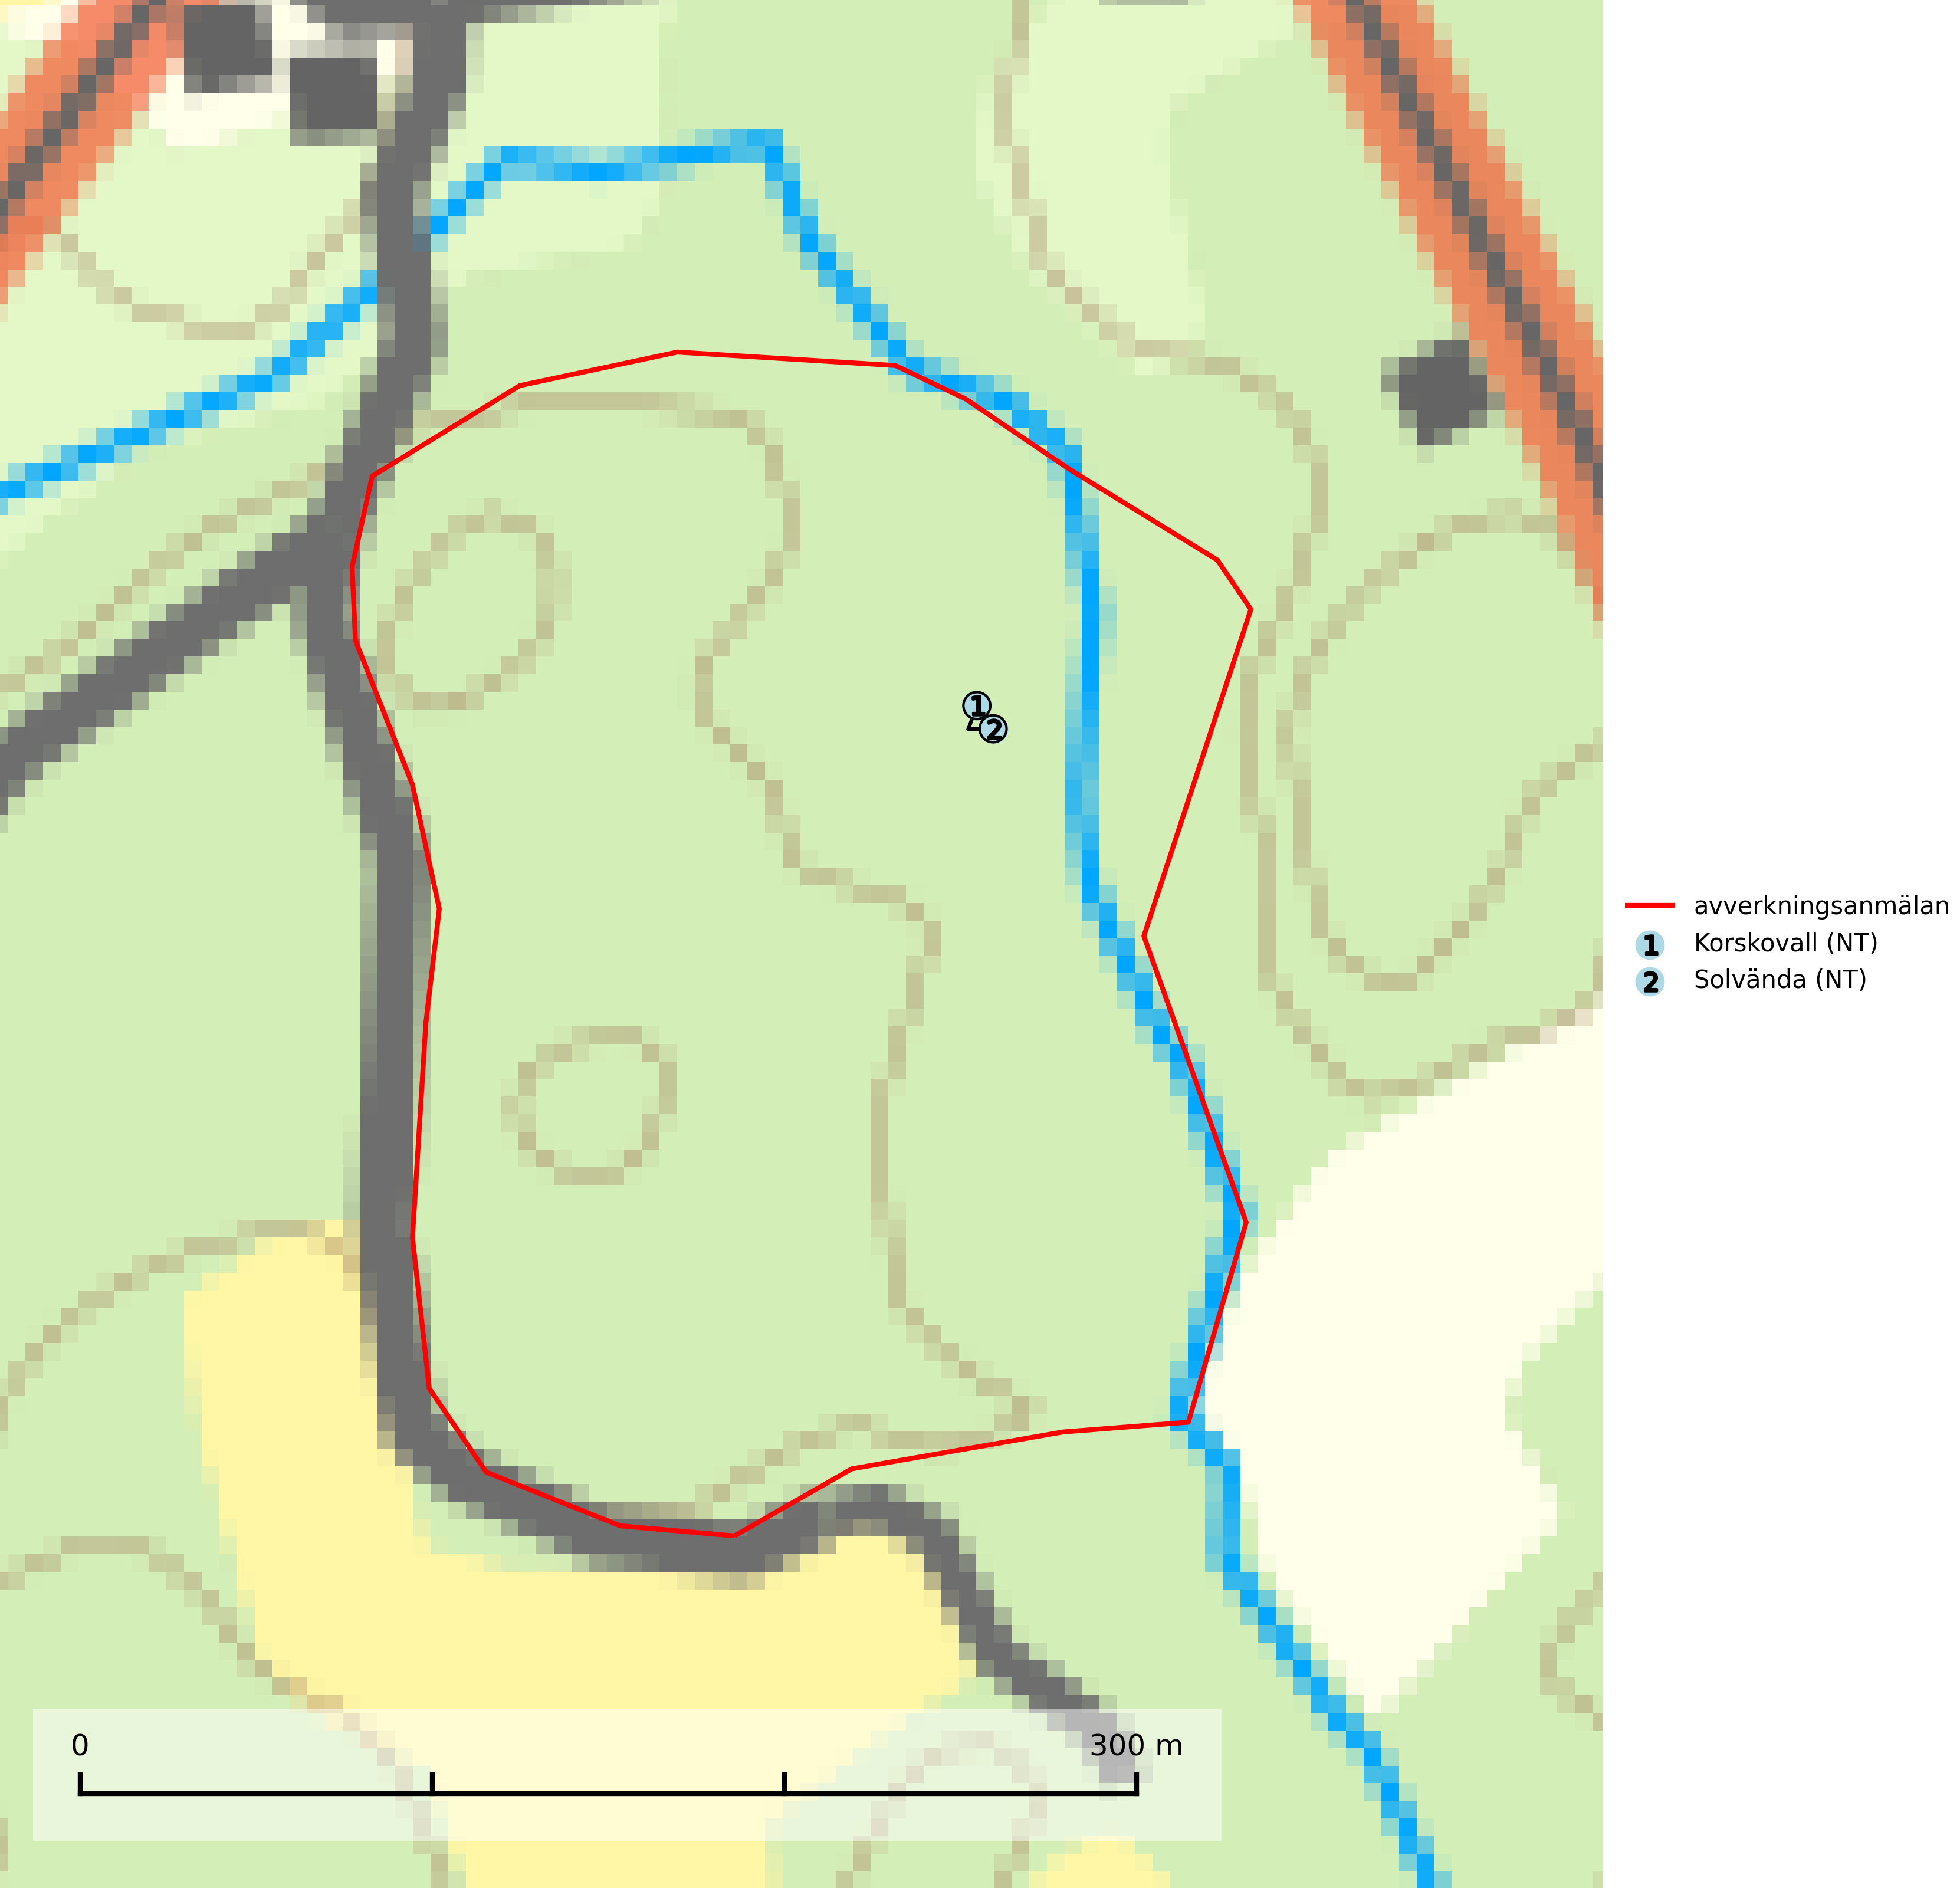 1
2
avverkningsanmälan
1 Korskovall (NT)
2 Solvända (NT)
0 300 m